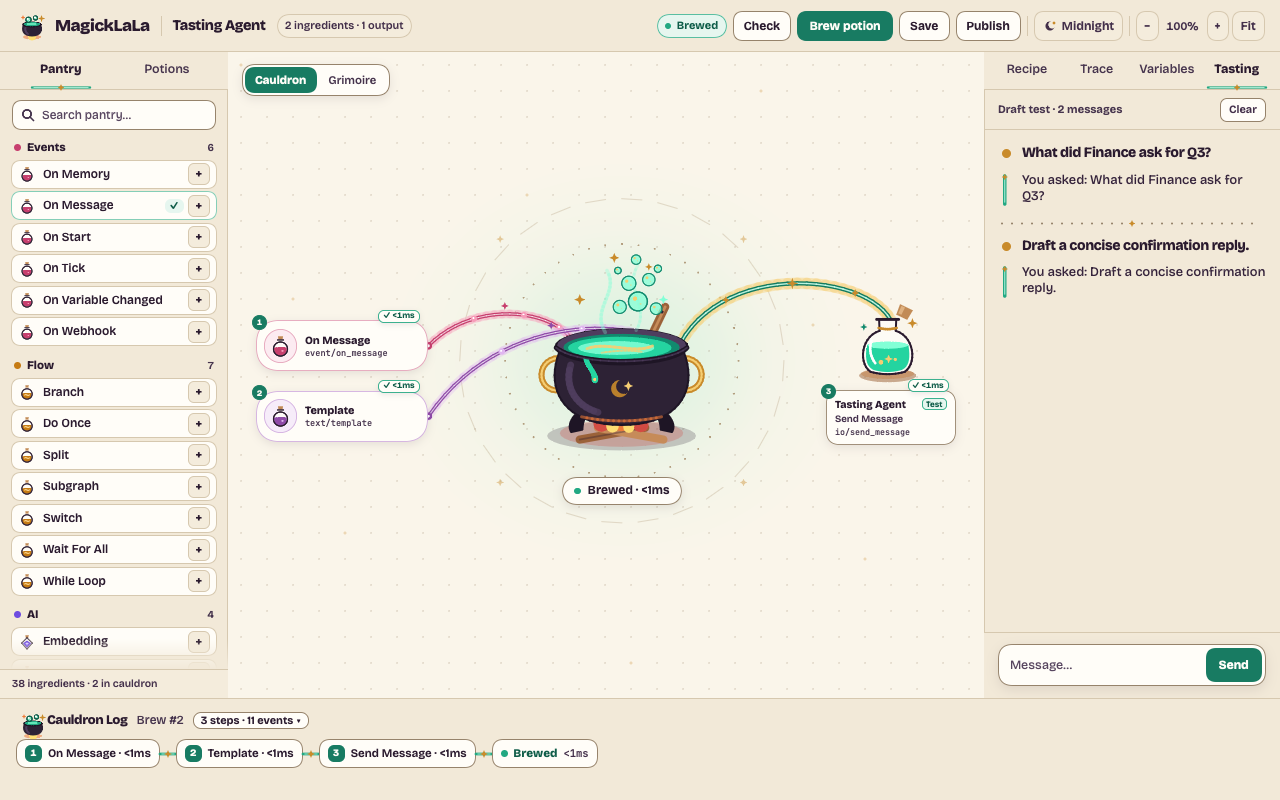 MagickLaLa
Tasting Agent
2 ingredients · 1 output
Brewed
Check
Brew potion
Save
Publish
Midnight
−
100%
+
Fit
Pantry
Potions
Search pantry...
Events
6
On Memory
+
On Message
+
On Start
+
On Tick
+
On Variable Changed
+
On Webhook
+
Flow
7
Branch
+
Do Once
+
Split
+
Subgraph
+
Switch
+
Wait For All
+
While Loop
+
AI
4
Embedding
+
38 ingredients · 2 in cauldron
Cauldron
Grimoire
1
✓ <1ms
On Message
event/on_message
2
✓ <1ms
Template
text/template
Brewed · <1ms
3
✓ <1ms
Tasting Agent
Test
Send Message
io/send_message
Recipe
Trace
Variables
Tasting
Draft test · 2 messages
Clear
What did Finance ask for Q3?
You asked: What did Finance ask for
Q3?
Draft a concise confirmation reply.
You asked: Draft a concise confirmation
reply.
Message...
Send
Cauldron Log
Brew #2
3 steps · 11 events ▾
1 On Message · <1ms
2 Template · <1ms
3 Send Message · <1ms
Brewed <1ms